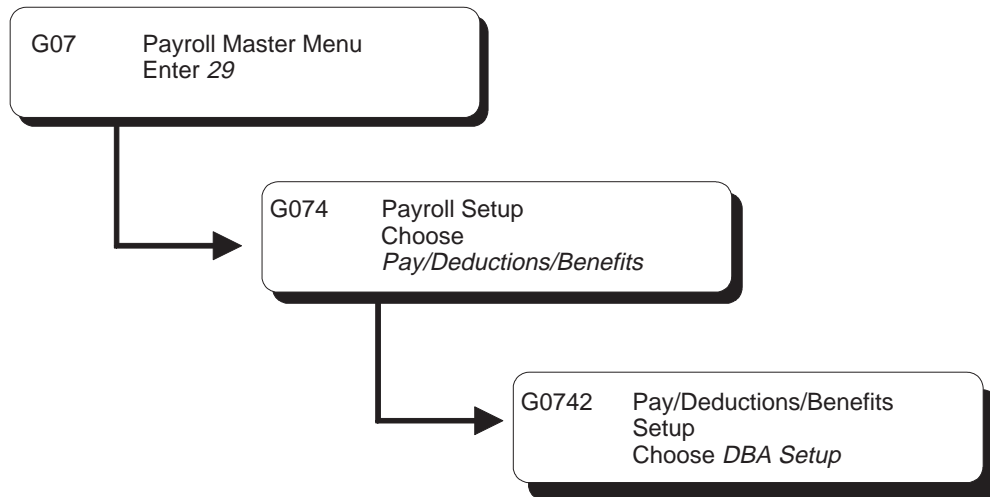 G07 Payroll Master Menu
Enter 29
G074 Payroll Setup
Choose
Pay/Deductions/Benefits
G0742 Pay/Deductions/Benefits
Setup
Choose DBA Setup